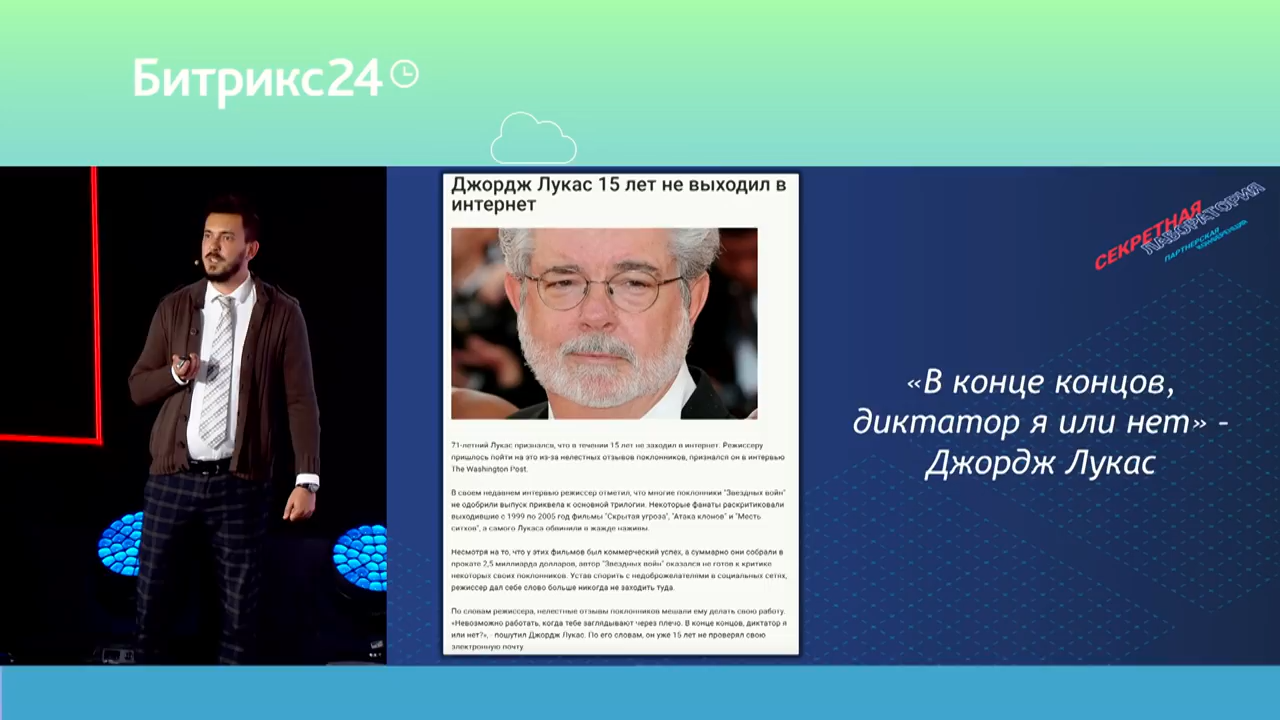 Битрикс24
Джордж Лукас 15 лет не выходил в
интернет
71-летний Лукас признался, что в течении 15 лет не заходил в интернет. Режиссеру
пришлось пойти на это из-за нелестных отзывов поклонников, признался он в интервью
The Washington Post.
В своем недавнем интервью режиссер отметил, что многие поклонники "Звездных войн"
не одобрили выпуск приквела к основной трилогии. Некоторые фанаты раскритиковали
выходившие с 1999 по 2005 год фильмы "Скрытая угроза", "Атака клонов" и "Месть
ситхов", а самого Лукаса обвинили в жажде наживы.
Несмотря на то, что у этих фильмов был коммерческий успех, а суммарно они собрали в
прокате 2,5 миллиарда долларов, автор "Звездных войн" оказался не готов к критике
некоторых своих поклонников. Устав спорить с недоброжелателями в социальных сетях,
режиссер дал себе слово больше никогда не заходить туда.
По словам режиссера, нелестные отзывы поклонников мешали ему делать свою работу.
«Невозможно работать, когда тебе заглядывают через плечо. В конце концов, диктатор я
или нет?», - пошутил Джордж Лукас. По его словам, он уже 15 лет не проверял свою
электронную почту
СЕКРЕТНАЯ
ЛАБОРАТОРИЯ
ПАРТНЕРСКАЯ
КОНФЕРЕНЦИЯ
«В конце концов,
диктатор я или нет» -
Джордж Лукас